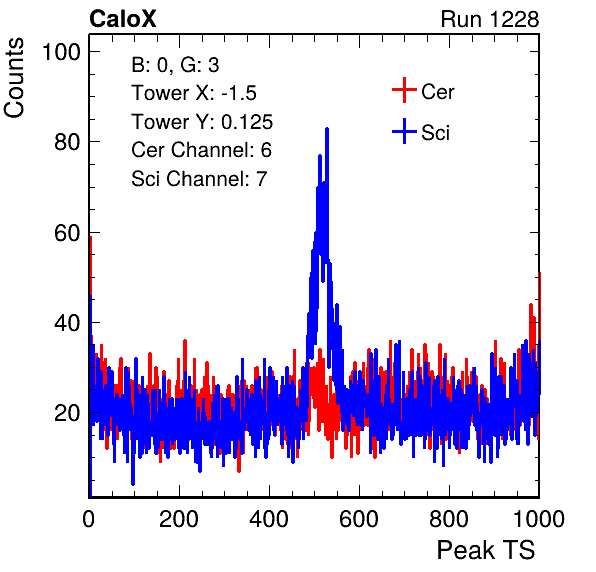 CaloX
Run 1228
Counts
B: 0, G: 3
Tower X: -1.5
Tower Y: 0.125
Cer Channel: 6
Sci Channel: 7
Cer
Sci
100
80
60
40
20
0 200 400 600 800 1000
Peak TS